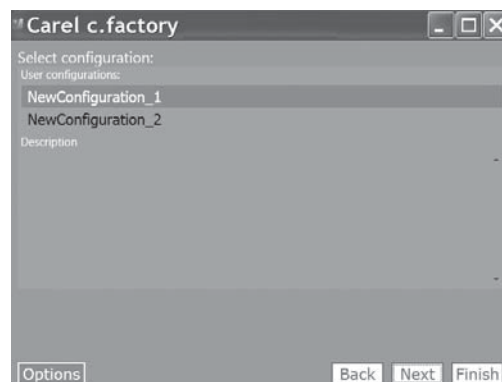 Carel c.factory
Select configuration:
User configurations:
NewConfiguration_1
NewConfiguration_2
Description
Options Back Next Finish